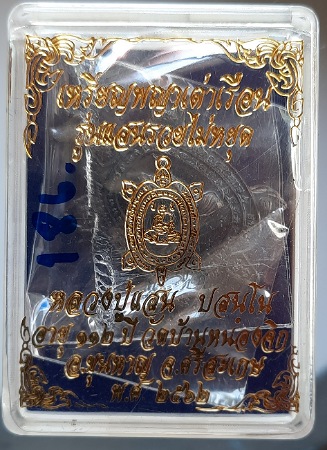 เหรียญพญาเต่าเรือน
รุ่นแสนรวยไม่หยุด
186.
หลวงปู่แสน ปสนฺโน
อายุ ๑๑๒ ปี วัดบ้านหนองจิก
อ.ขุนหาญ จ.ศรีสะเกษ
พ.ศ ๒๕๖๒